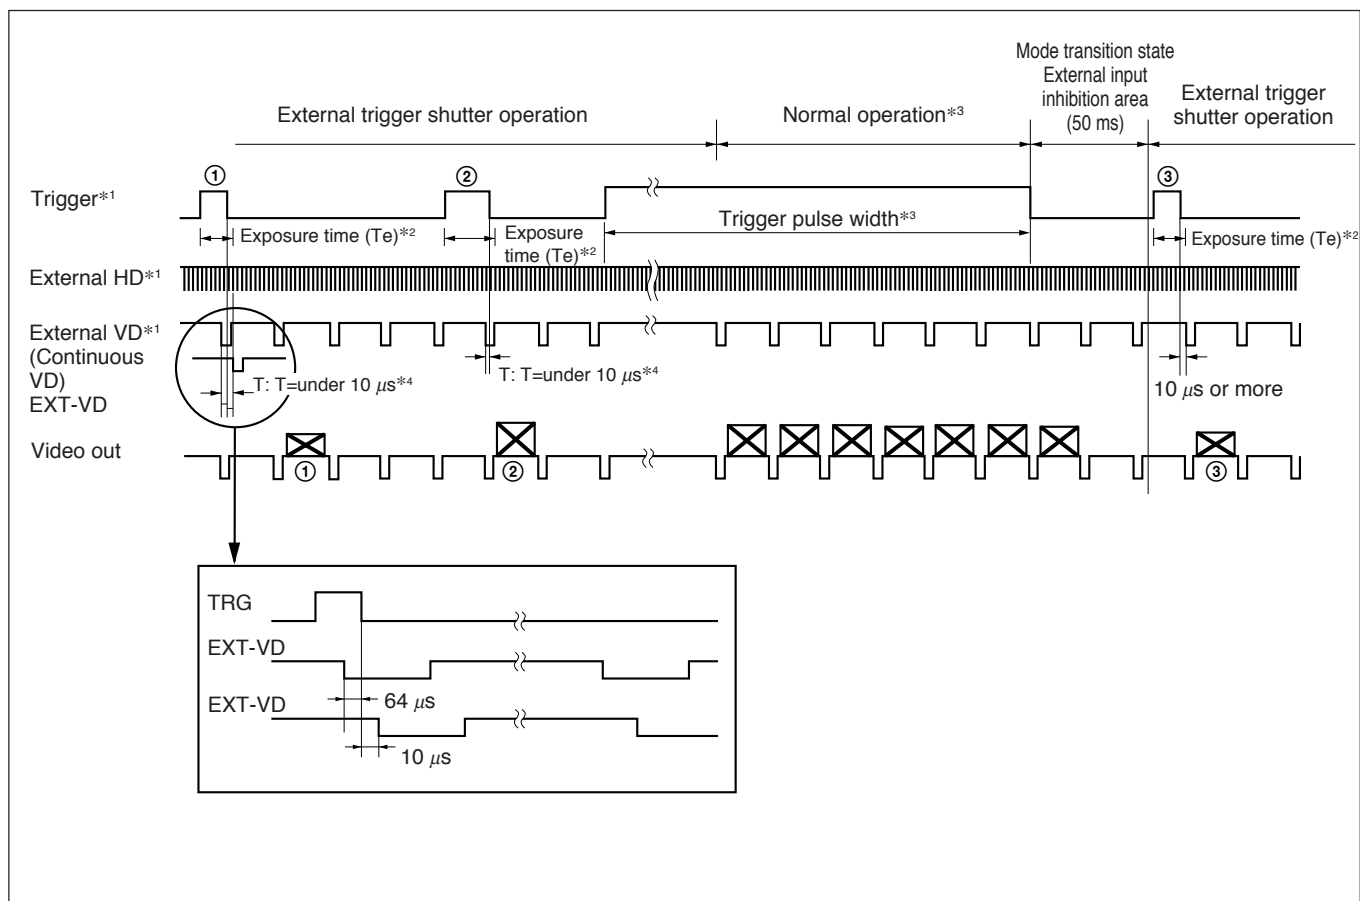 Mode transition state
External input
inhibition area
(50 ms)
External trigger shutter operation
Normal operation*3
External trigger
shutter operation
① ② ③
Trigger*1
Exposure time (Te)*2
Exposure
time (Te)*2
Trigger pulse width*3
Exposure time (Te)*2
External HD*1
External VD*1
(Continuous
VD)
EXT-VD
T: T=under 10 μs*4
T: T=under 10 μs*4
10 μs or more
Video out
① ② ③
TRG
EXT-VD
64 μs
EXT-VD
10 μs